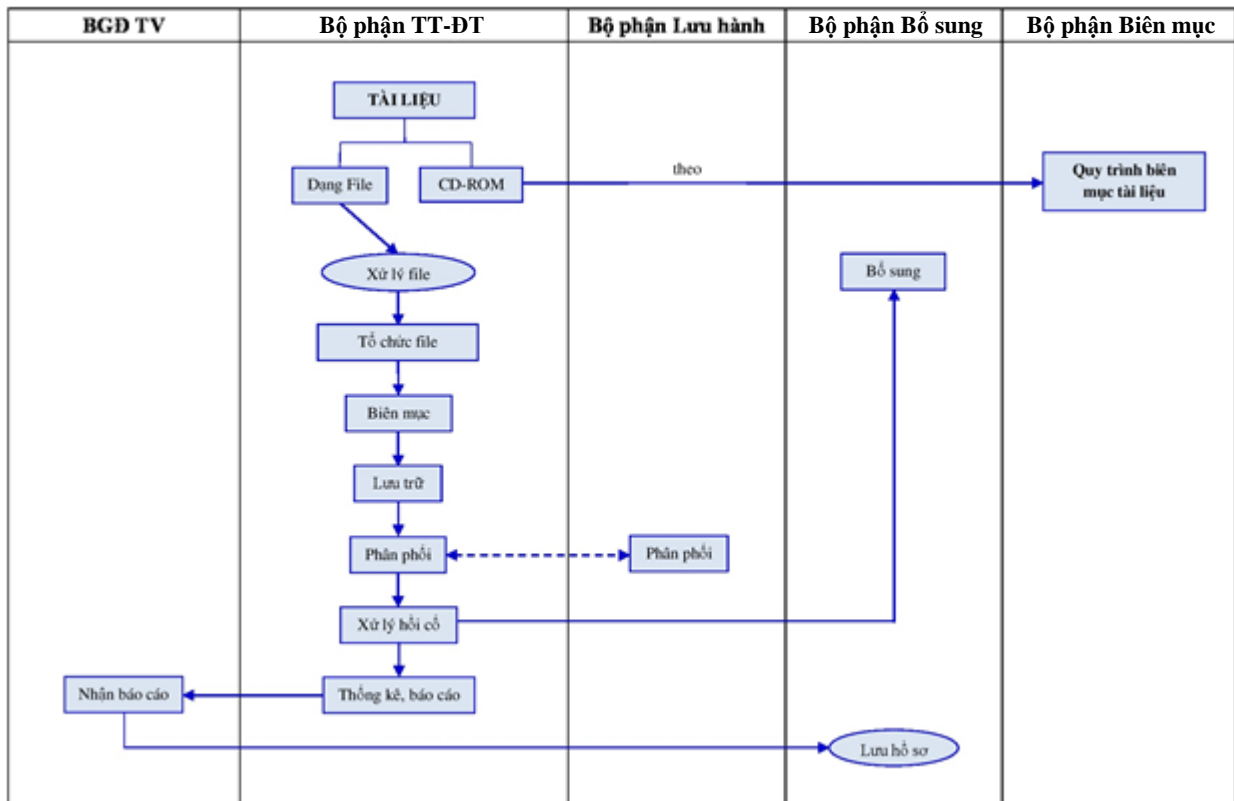 BGĐ TV
Bộ phận TT-ĐT
Bộ phận Lưu hành
Bộ phận Bổ sung
Bộ phận Biên mục
TÀI LIỆU
Dạng File
CD-ROM
theo
Quy trình biên
mục tài liệu
Xử lý file
Bổ sung
Tổ chức file
Biên mục
Lưu trữ
Phân phối
Phân phối
Xử lý hồi cố
Nhận báo cáo
Thống kê, báo cáo
Lưu hồ sơ